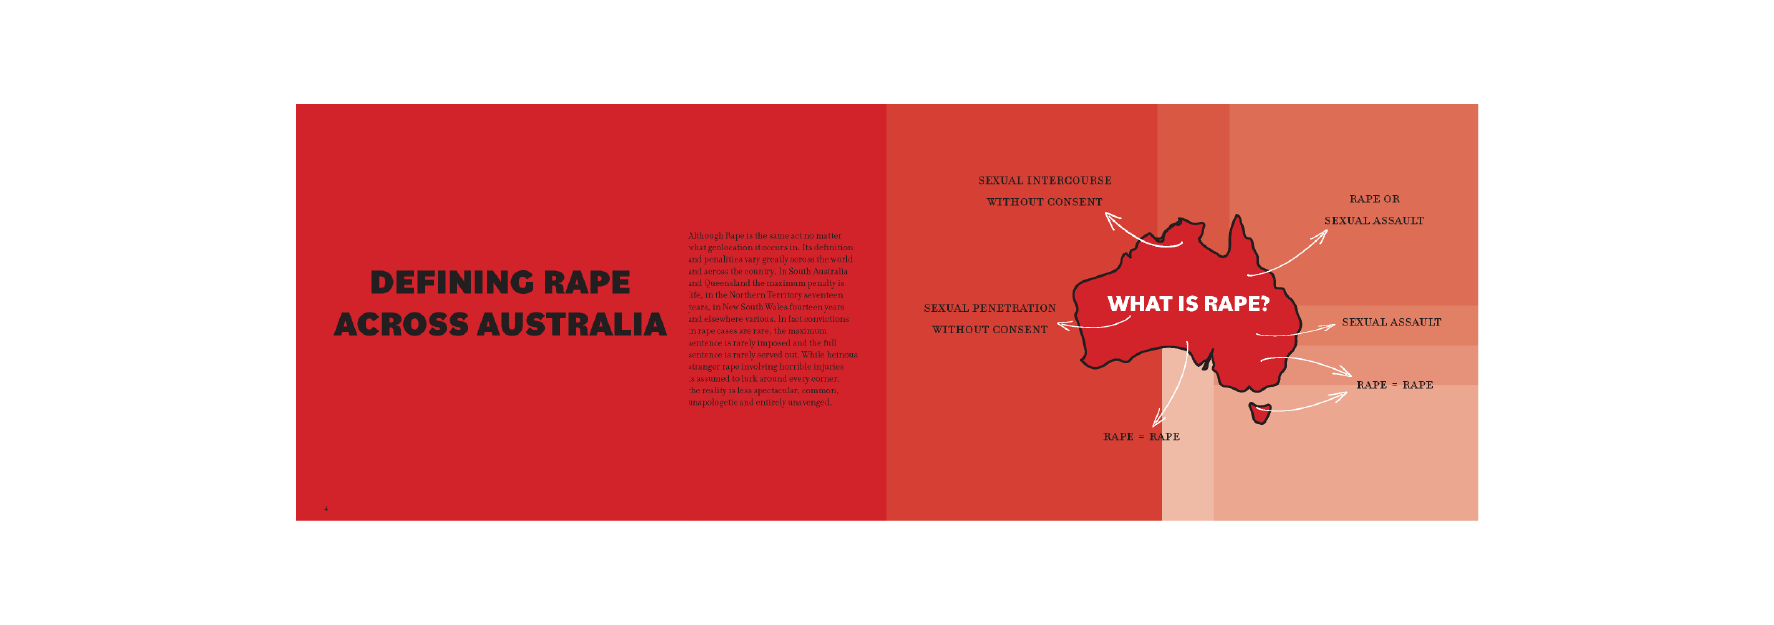 DEFINING RAPE
ACROSS AUSTRALIA
Although Rape is the same act no matter
what geolocation it occurs in. Its definition
and penalties vary greatly across the world
and across the country. In South Australia
and Queensland the maximum penalty is
life, in the Northern Territory seventeen
years, in New South Wales fourteen years
and elsewhere various. In fact convictions
in rape cases are rare, the maximum
sentence is rarely imposed and the full
sentence is rarely served out. While heinous
stranger rape involving horrible injuries
is assumed to lurk around every corner,
the reality is less spectacular, common,
unapologetic and entirely unavenged.
4
SEXUAL INTERCOURSE
WITHOUT CONSENT
RAPE OR
SEXUAL ASSAULT
WHAT IS RAPE?
SEXUAL PENETRATION
WITHOUT CONSENT
SEXUAL ASSAULT
RAPE = RAPE
RAPE = RAPE